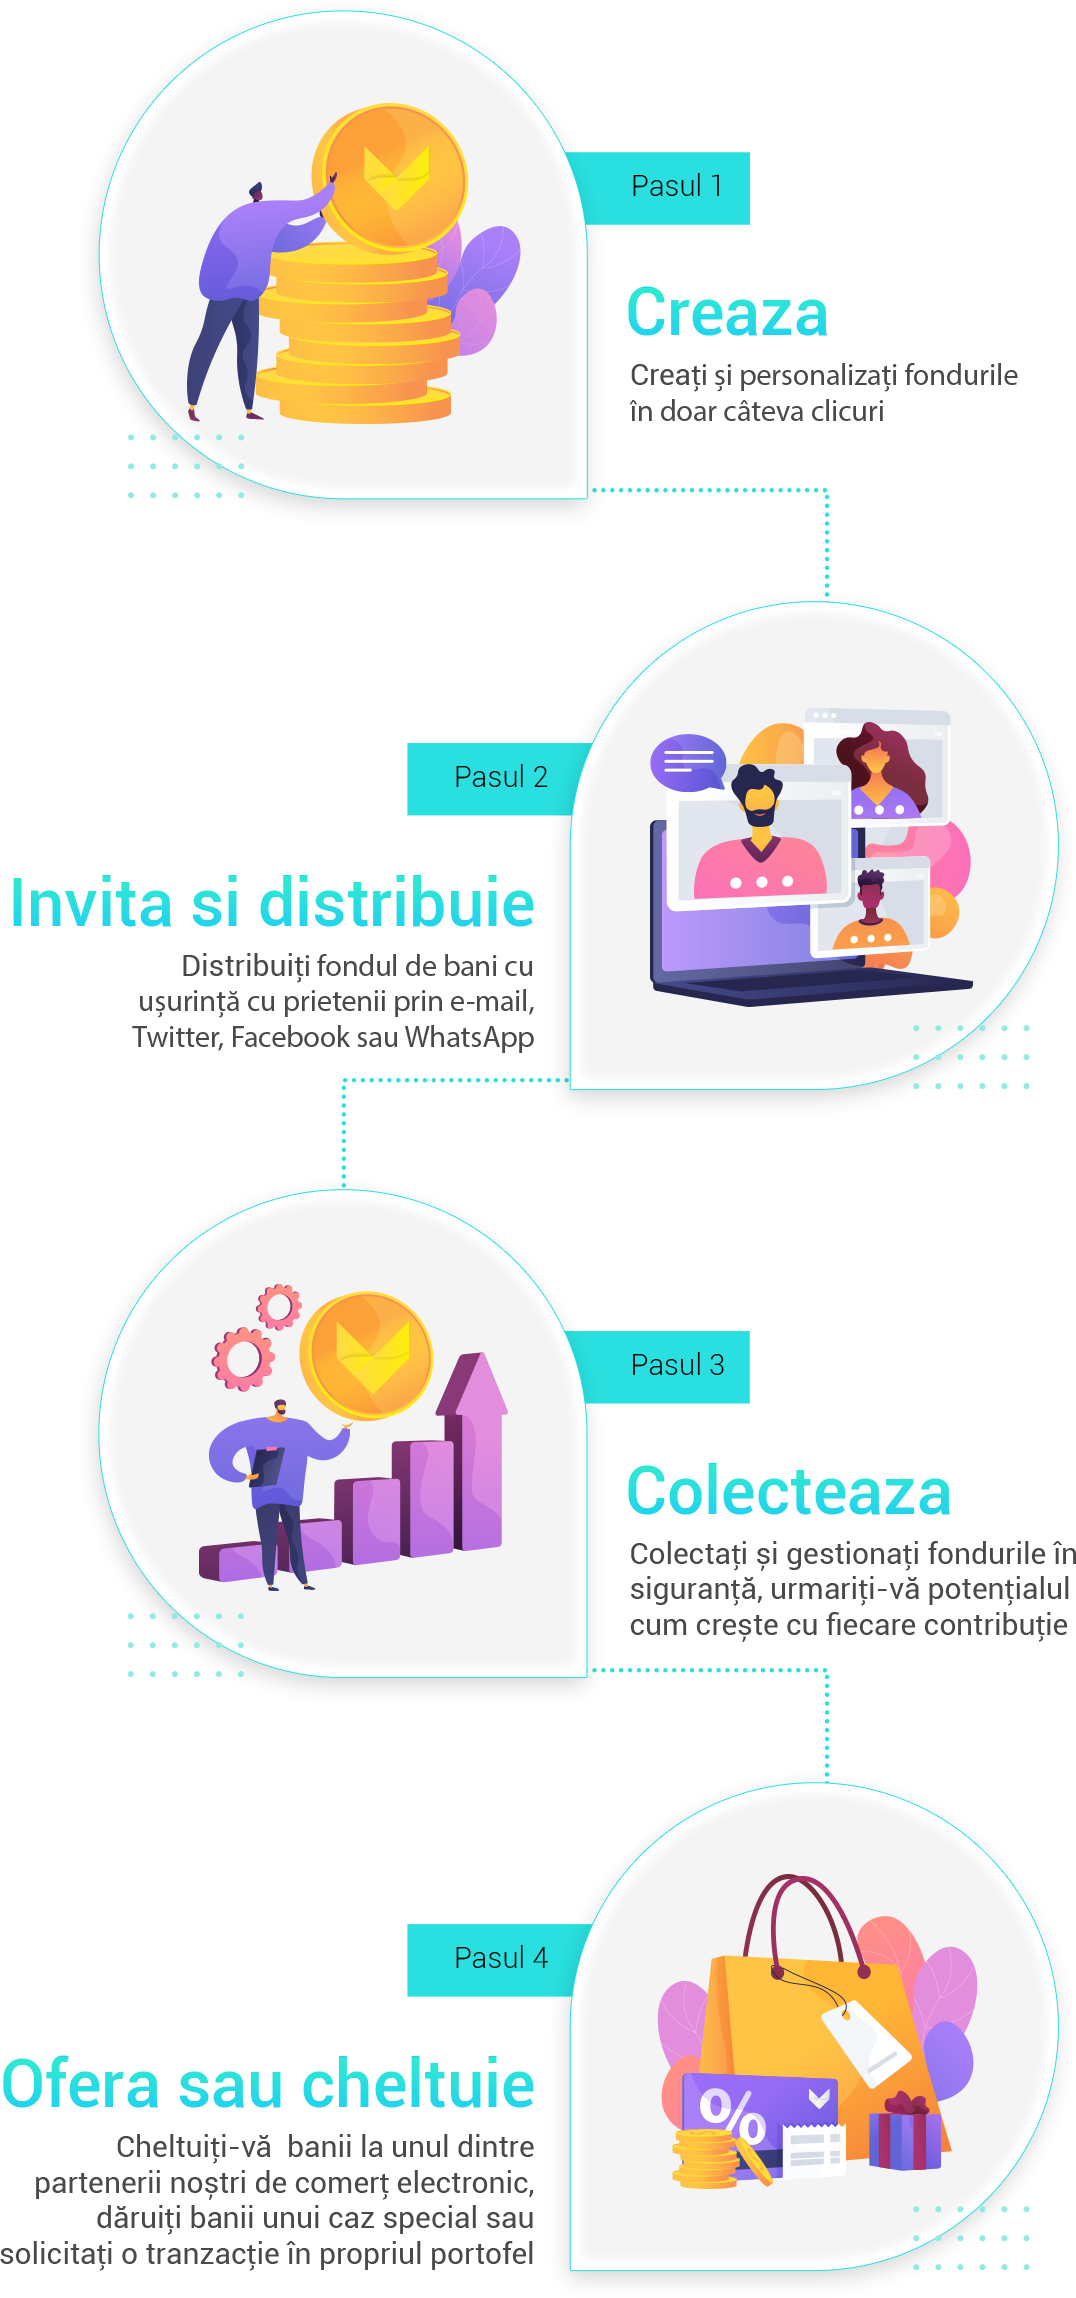 Pasul 1
Creaza
Creați și personalizați fondurile
în doar câteva clicuri
Pasul 2
Invita si distribuie
Distribuiți fondul de bani cu
ușurință cu prietenii prin e-mail,
Twitter, Facebook sau WhatsApp
Pasul 3
Colecteaza
Colectați și gestionați fondurile în
siguranță, urmariți-vă potențialul
cum crește cu fiecare contribuție
Pasul 4
Ofera sau cheltuie
Cheltuiți-vă banii la unul dintre
partenerii noștri de comerț electronic,
dăruiți banii unui caz special sau
solicitați o tranzacție în propriul portofel
%